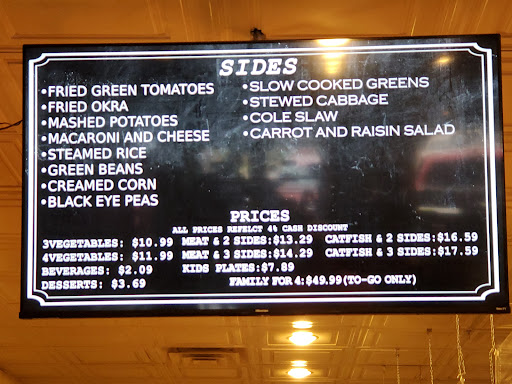 SIDES
•FRIED GREEN TOMATOES
•FRIED OKRA
•MASHED POTATOES
•MACARONI AND CHEESE
•STEAMED RICE
•GREEN BEANS
•CREAMED CORN
•BLACK EYE PEAS
•SLOW COOKED GREENS
•STEWED CABBAGE
•COLE SLAW
•CARROT AND RAISIN SALAD
PRICES
ALL PRICES REFELCT 4% CASH DISCOUNT
3VEGETABLES: $10.99 MEAT & 2 SIDES:$13.29 CATFISH & 2 SIDES:$16.59
4VEGETABLES: $11.99 MEAT & 3 SIDES:$14.29 CATFISH & 3 SIDES:$17.59
BEVERAGES: $2.09 KIDS PLATES:$7.89
DESSERTS: $3.69 FAMILY FOR 4:$49.99(TO-GO ONLY)
Hisense